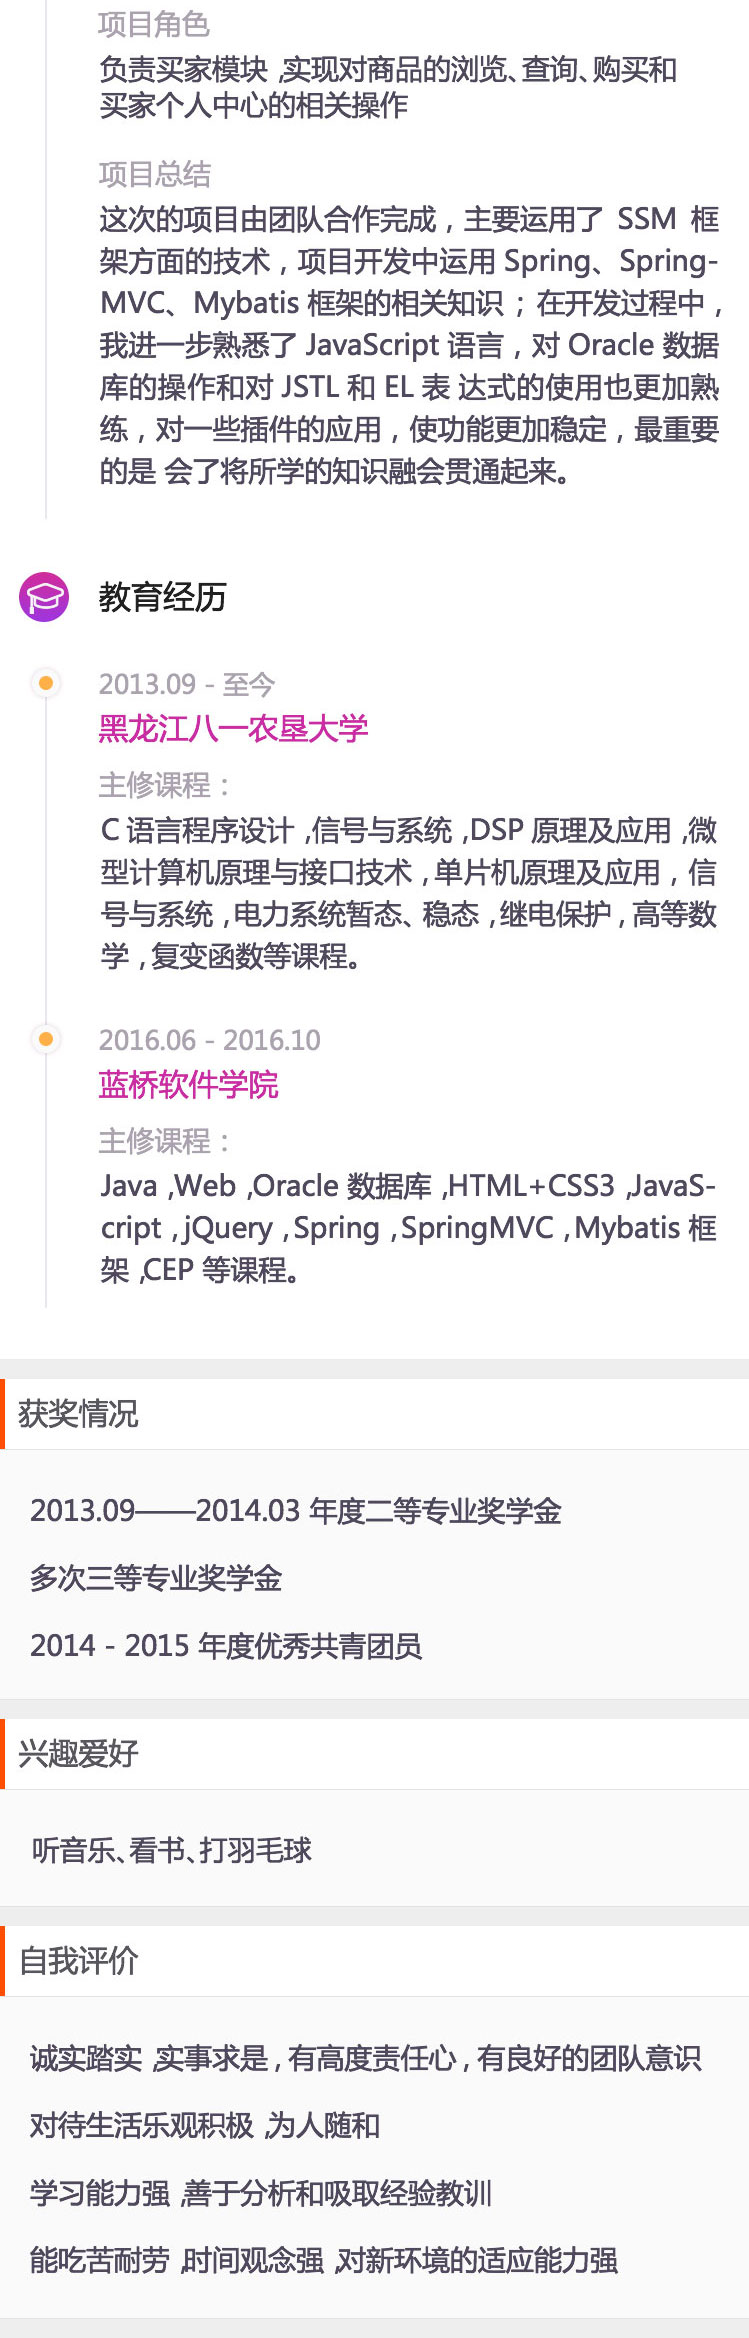 项目角色
负责买家模块 ,实现对商品的浏览、查询、购买和
买家个人中心的相关操作
项目总结
这次的项目由团队合作完成，主要运用了 SSM 框
架方面的技术，项目开发中运用 Spring、Spring-
MVC、Mybatis 框架的相关知识；在开发过程中，
我进一步熟悉了 JavaScript 语言，对 Oracle 数据
库的操作和对 JSTL 和 EL 表 达式的使用也更加熟
练，对一些插件的应用，使功能更加稳定，最重要
的是 会了将所学的知识融会贯通起来。
教育经历
2013.09 - 至今
黑龙江八一农垦大学
主修课程：
C 语言程序设计 ,信号与系统 ,DSP 原理及应用 ,微
型计算机原理与接口技术 ,单片机原理及应用，信
号与系统 ,电力系统暂态、稳态 ,继电保护 ,高等数
学 ,复变函数等课程。
2016.06 - 2016.10
蓝桥软件学院
主修课程：
Java ,Web ,Oracle 数据库 ,HTML+CSS3 ,JavaS-
cript ,jQuery ,Spring ,SpringMVC ,Mybatis 框
架 ,CEP 等课程。
获奖情况
2013.09——2014.03 年度二等专业奖学金
多次三等专业奖学金
2014 - 2015 年度优秀共青团员
兴趣爱好
听音乐、看书、打羽毛球
自我评价
诚实踏实 ,实事求是 , 有高度责任心 , 有良好的团队意识
对待生活乐观积极 ,为人随和
学习能力强 ,善于分析和吸取经验教训
能吃苦耐劳 ,时间观念强 ,对新环境的适应能力强